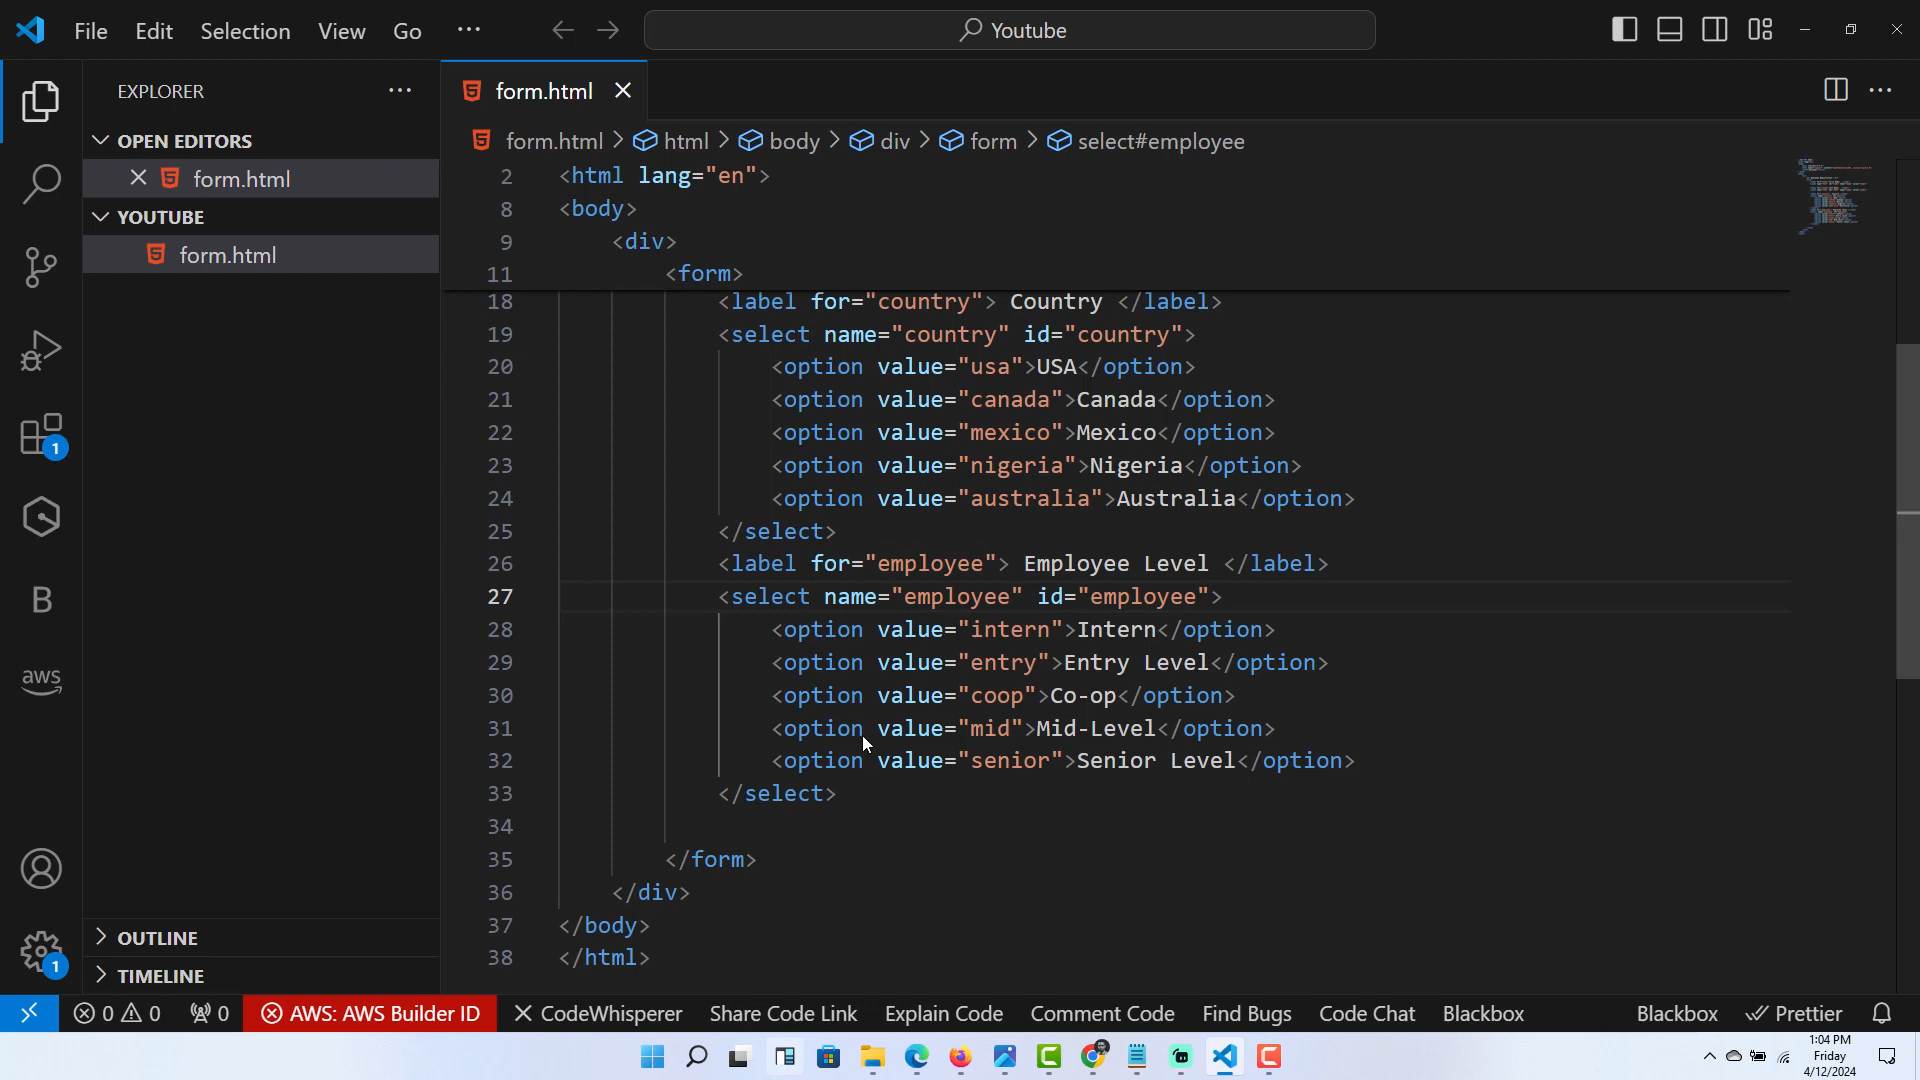 File Edit Selection View Go ··· Youtube
EXPLORER ···
form.html
OPEN EDITORS
form.html
YOUTUBE
form.html
OUTLINE
TIMELINE
1
B
aws
1
form.html > html > body > div > form > select#employee
2 <html lang="en">
8 <body>
9 <div>
11 <form>
18 <label for="country"> Country </label>
19 <select name="country" id="country">
20 <option value="usa">USA</option>
21 <option value="canada">Canada</option>
22 <option value="mexico">Mexico</option>
23 <option value="nigeria">Nigeria</option>
24 <option value="australia">Australia</option>
25 </select>
26 <label for="employee"> Employee Level </label>
27 <select name="employee" id="employee">
28 <option value="intern">Intern</option>
29 <option value="entry">Entry Level</option>
30 <option value="coop">Co-op</option>
31 <option value="mid">Mid-Level</option>
32 <option value="senior">Senior Level</option>
33 </select>
34
35 </form>
36 </div>
37 </body>
38 </html>
0 0 0 AWS: AWS Builder ID CodeWhisperer Share Code Link Explain Code Comment Code Find Bugs Code Chat Blackbox Blackbox Prettier
1:04 PM
Friday
4/12/2024